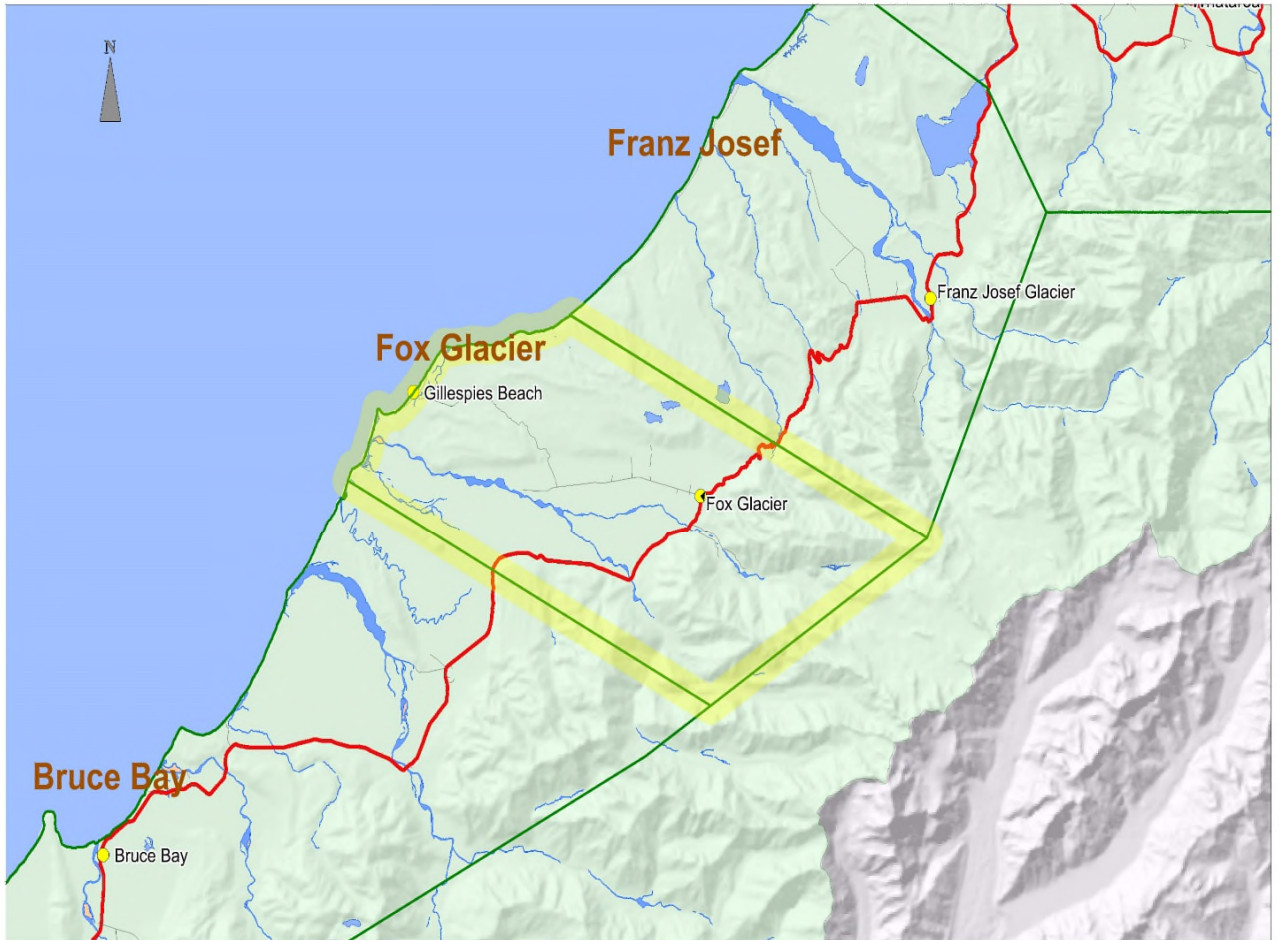 N
Franz Josef
Franz Josef Glacier
Fox Glacier
Gillespies Beach
Fox Glacier
Bruce Bay
Bruce Bay